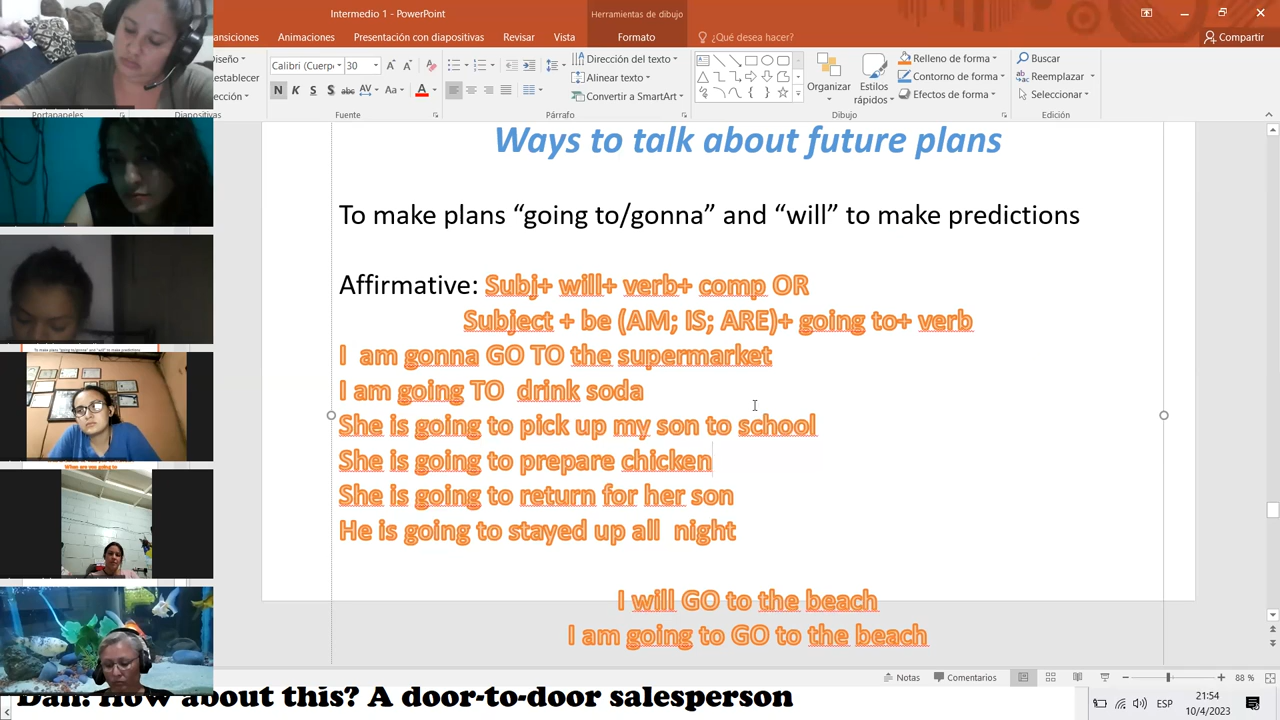 Intermedio 1 - PowerPoint
Herramientas de dibujo
ansiciones
Animaciones
Presentación con diapositivas
Revisar
Vista
Formato
¿Qué desea hacer?
Compartir
Diseño
establecer
ección
Calibri (Cuerpo
30
Dirección del texto
Alinear texto
Convertir a SmartArt
Organizar
Estilos
rápidos
Relleno de forma
Contorno de forma
Efectos de forma
Buscar
Reemplazar
Seleccionar
Portapapeles
Diapositivas
Fuente
Párrafo
Dibujo
Edición
Ways to talk about future plans
To make plans “going to/gonna” and “will” to make predictions
Affirmative: Subj+ will+ verb+ comp OR
Subject + be (AM; IS; ARE)+ going to+ verb
I  am gonna GO TO the supermarket
I am going TO  drink soda
She is going to pick up my son to school
She is going to prepare chicken
She is going to return for her son
He is going to stayed up all  night
I will GO to the beach
I am going to GO to the beach
Notas
Comentarios
88 %
Dan: How about this? A door-to-door salesperson
ESP
21:54
10/4/2023